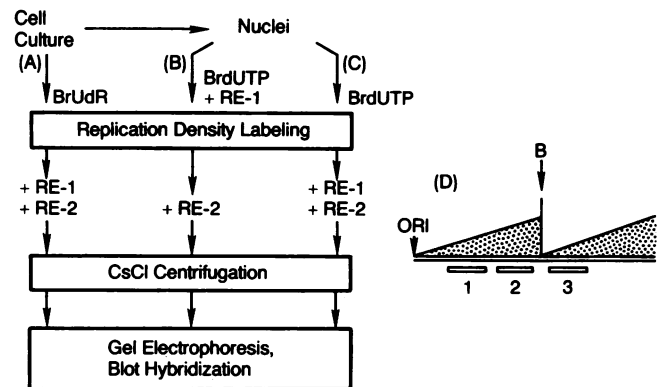 Cell
Culture
Nuclei
(A)
(B)
(C)
BrUdR
BrdUTP
+ RE-1
BrdUTP
Replication Density Labeling
+ RE-1
+ RE-2
+ RE-2
+ RE-1
+ RE-2
CsCl Centrifugation
Gel Electrophoresis,
Blot Hybridization
(D)
B
ORI
1 2 3